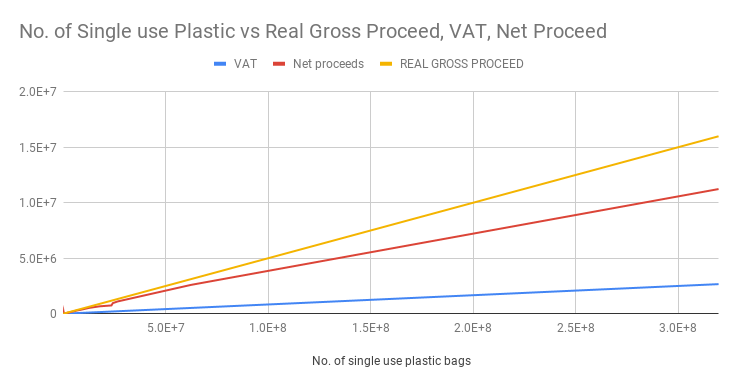 No. of Single use Plastic vs Real Gross Proceed, VAT, Net Proceed
VAT Net proceeds REAL GROSS PROCEED
2.0E+7
1.5E+7
1.0E+7
5.0E+6
0
5.0E+7 1.0E+8 1.5E+8 2.0E+8 2.5E+8 3.0E+8
No. of single use plastic bags